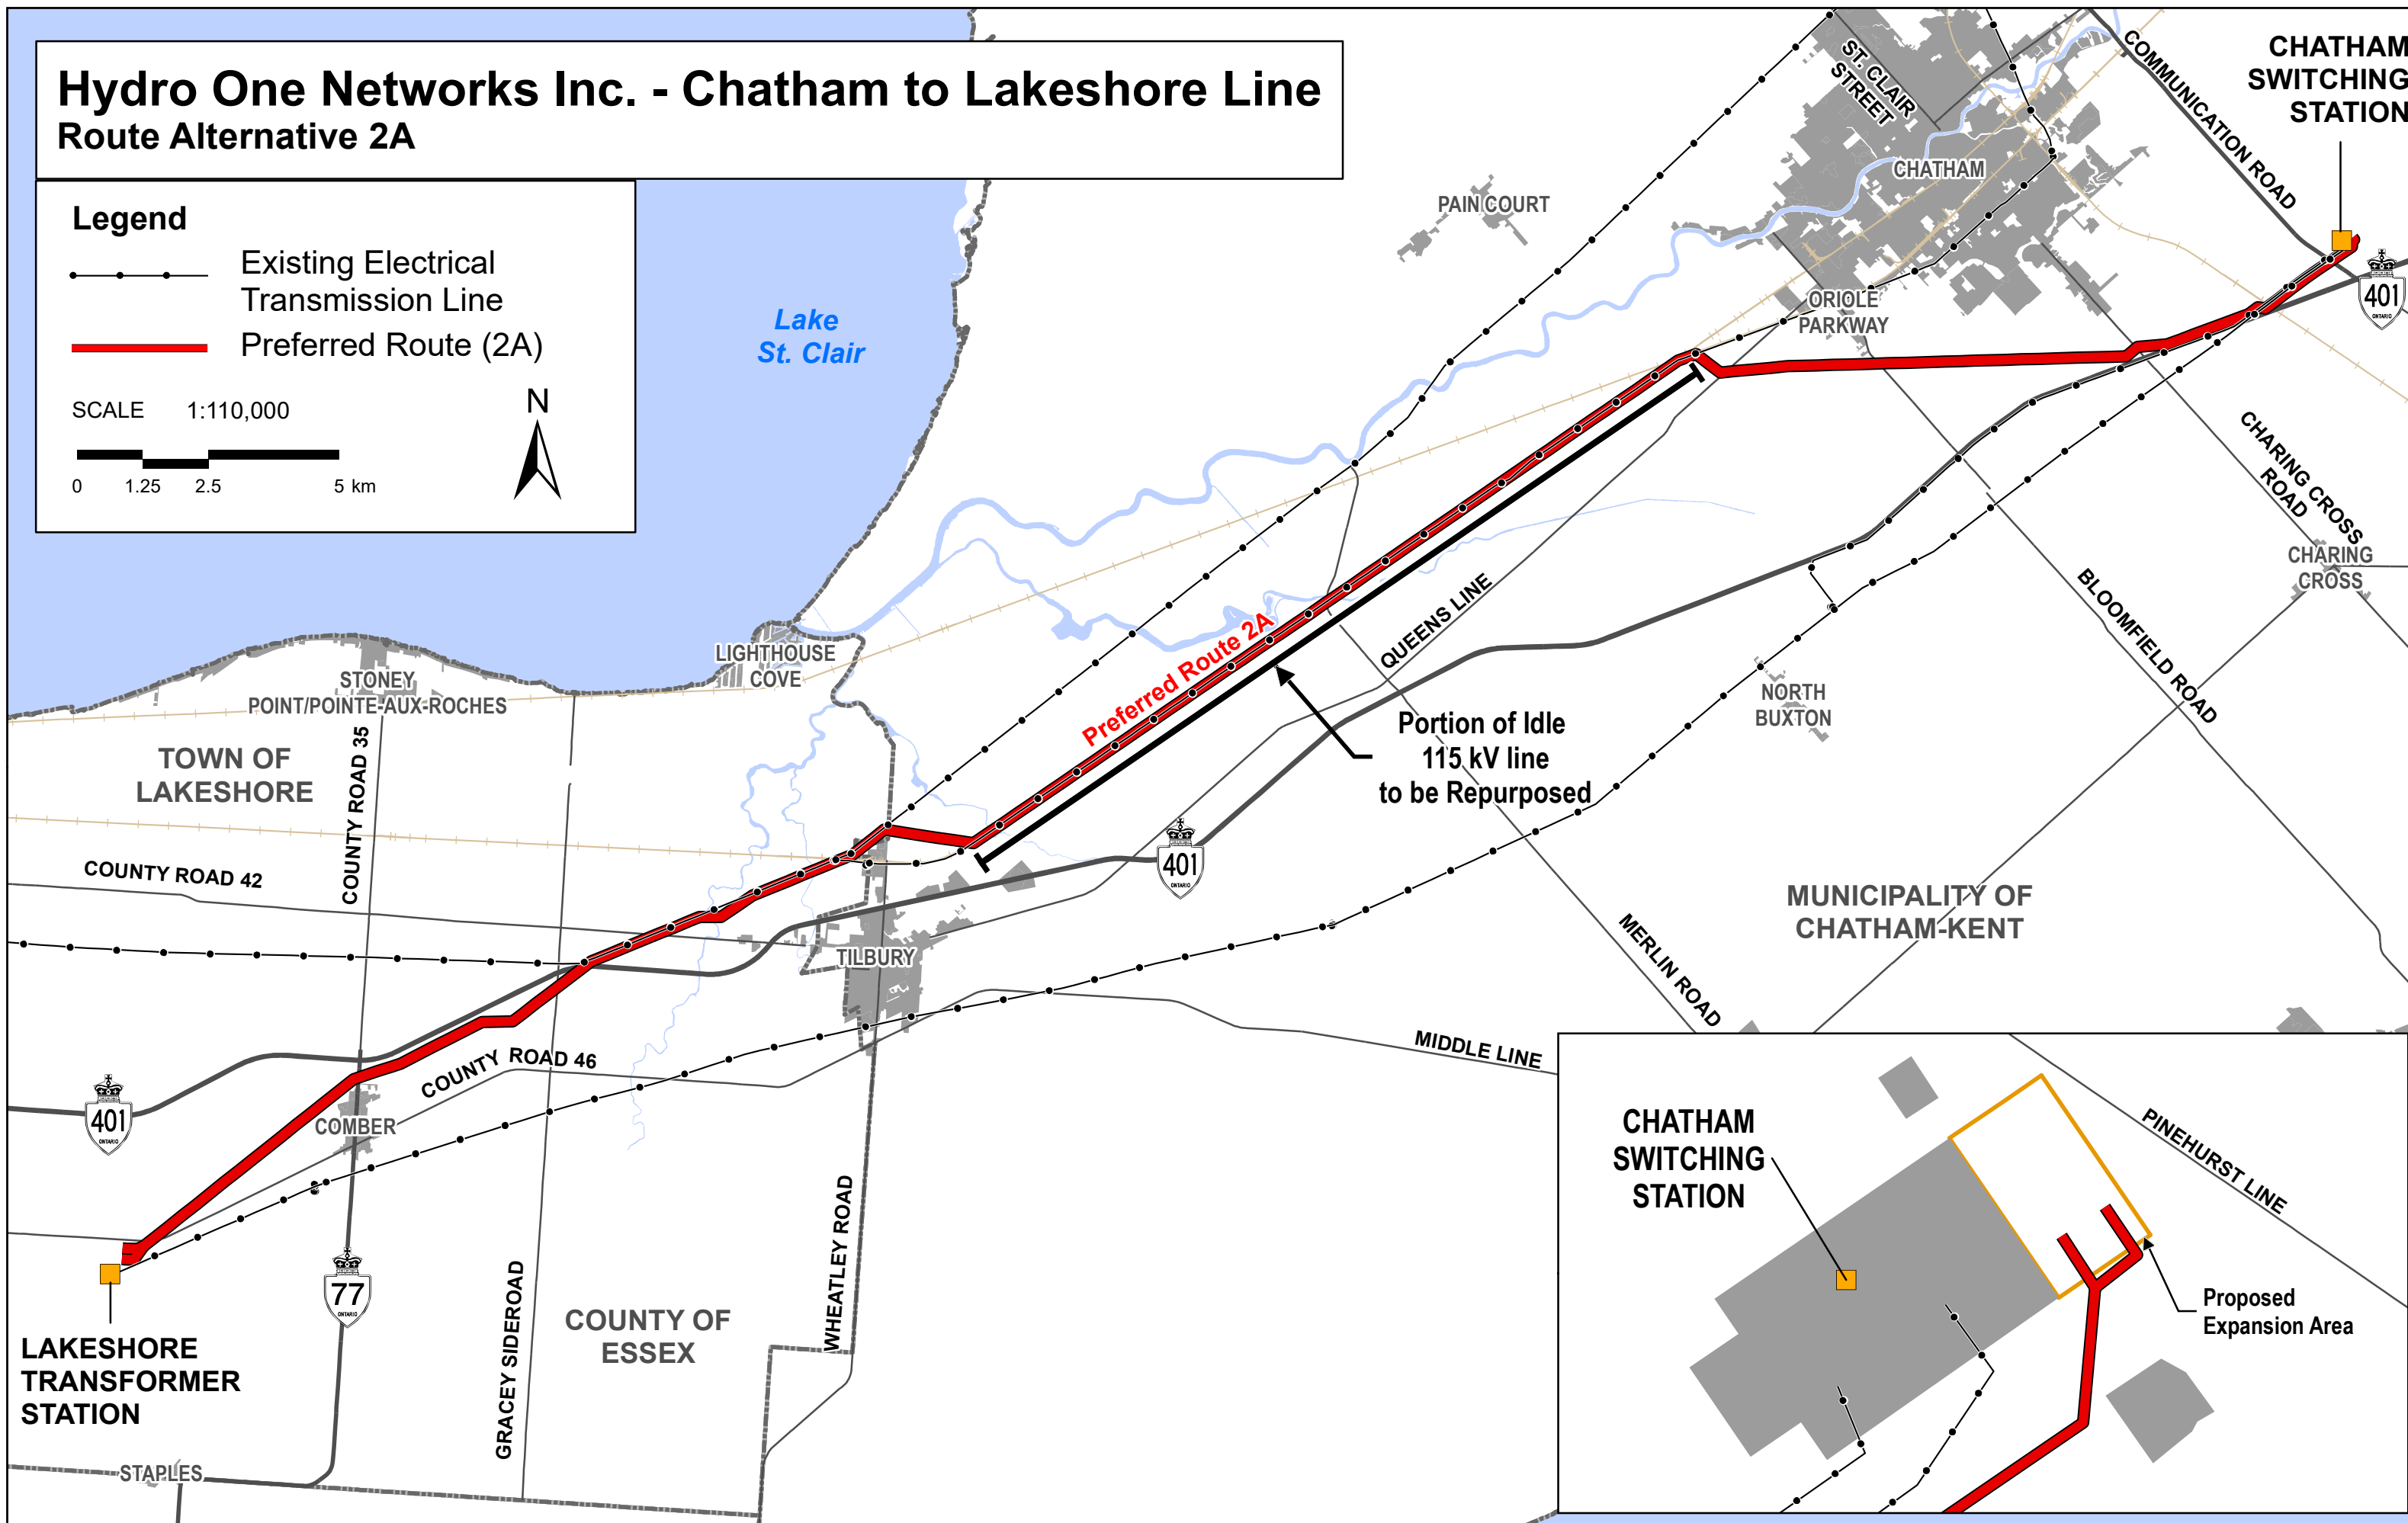 Hydro One Networks Inc. - Chatham to Lakeshore Line
Route Alternative 2A
Legend
Existing Electrical
Transmission Line
Preferred Route (2A)
SCALE 1:110,000
0 1.25 2.5 5 km
N
Lake
St. Clair
PAIN COURT
ST. CLAIR
STREET
CHATHAM
COMMUNICATION ROAD
CHATHAM
SWITCHING
STATION
401
ONTARIO
ORIOLE
PARKWAY
CHARING CROSS
ROAD
CHARING
CROSS
BLOOMFIELD ROAD
QUEENS LINE
LIGHTHOUSE
COVE
STONEY
POINT/POINTE-AUX-ROCHES
Preferred Route 2A
NORTH
BUXTON
Portion of Idle
115 kV line
to be Repurposed
TOWN OF
LAKESHORE
COUNTY ROAD 35
COUNTY ROAD 42
401
ONTARIO
MUNICIPALITY OF
CHATHAM-KENT
MERLIN ROAD
TILBURY
MIDDLE LINE
COUNTY ROAD 46
401
ONTARIO
COMBER
77
ONTARIO
WHEATLEY ROAD
GRACEY SIDEROAD
COUNTY OF
ESSEX
LAKESHORE
TRANSFORMER
STATION
STAPLES
CHATHAM
SWITCHING
STATION
PINEHURST LINE
Proposed
Expansion Area